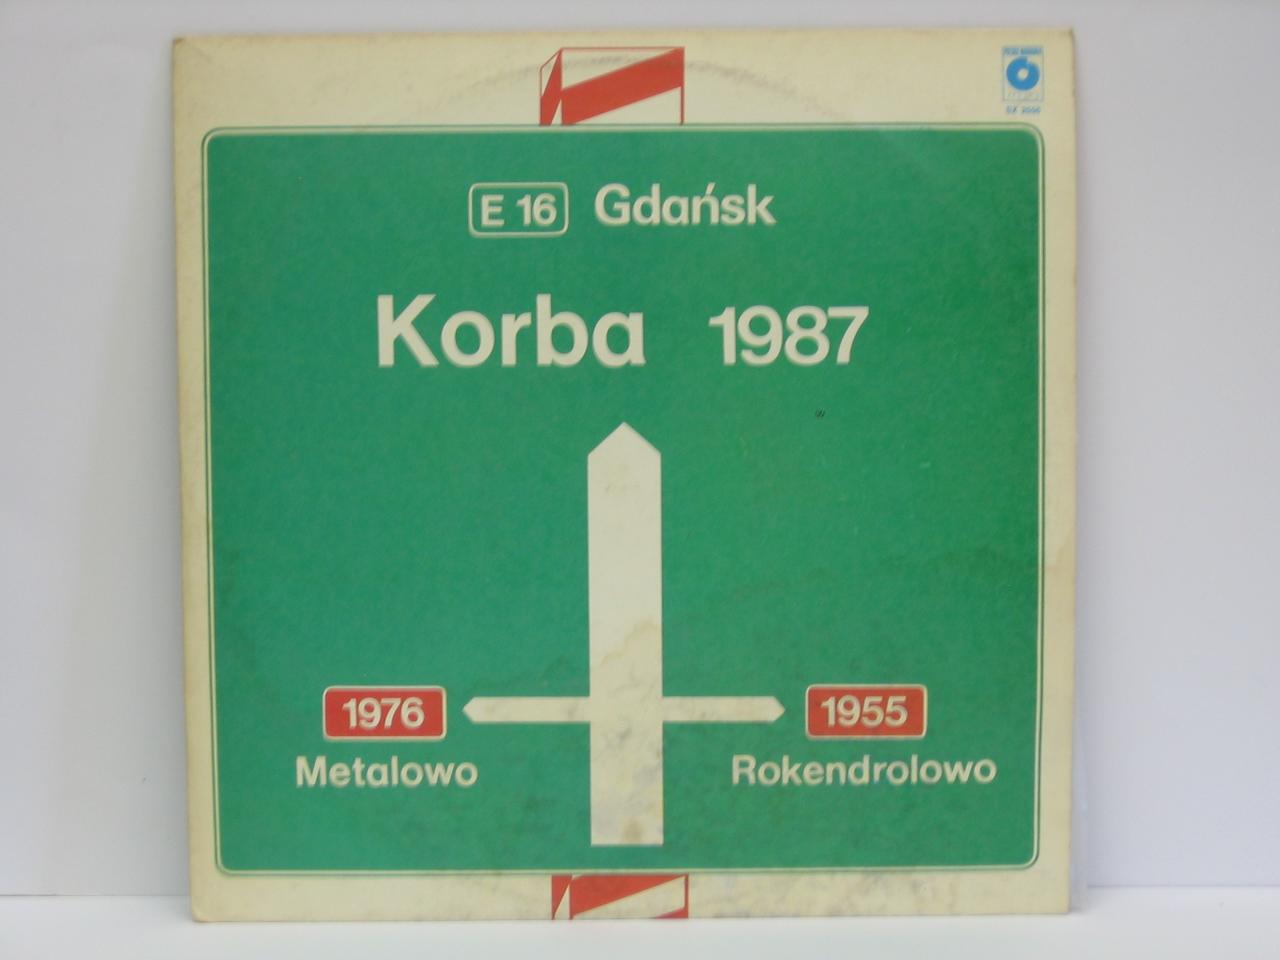 E 16 Gdańsk
Korba 1987
1976
1955
Metalowo
Rokendrolowo